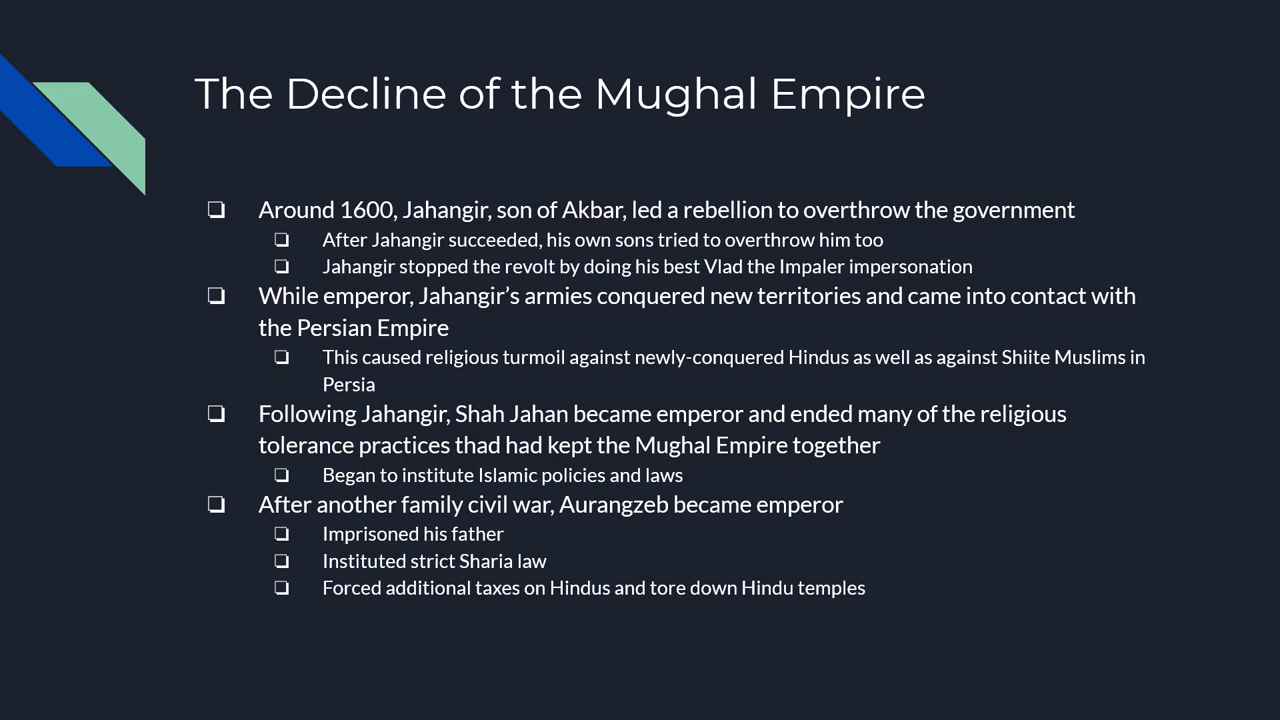 The Decline of the Mughal Empire
❏ Around 1600, Jahangir, son of Akbar, led a rebellion to overthrow the government
❏ After Jahangir succeeded, his own sons tried to overthrow him too
❏ Jahangir stopped the revolt by doing his best Vlad the Impaler impersonation
❏ While emperor, Jahangir’s armies conquered new territories and came into contact with
the Persian Empire
❏ This caused religious turmoil against newly-conquered Hindus as well as against Shiite Muslims in
Persia
❏ Following Jahangir, Shah Jahan became emperor and ended many of the religious
tolerance practices thad had kept the Mughal Empire together
❏ Began to institute Islamic policies and laws
❏ After another family civil war, Aurangzeb became emperor
❏ Imprisoned his father
❏ Instituted strict Sharia law
❏ Forced additional taxes on Hindus and tore down Hindu temples